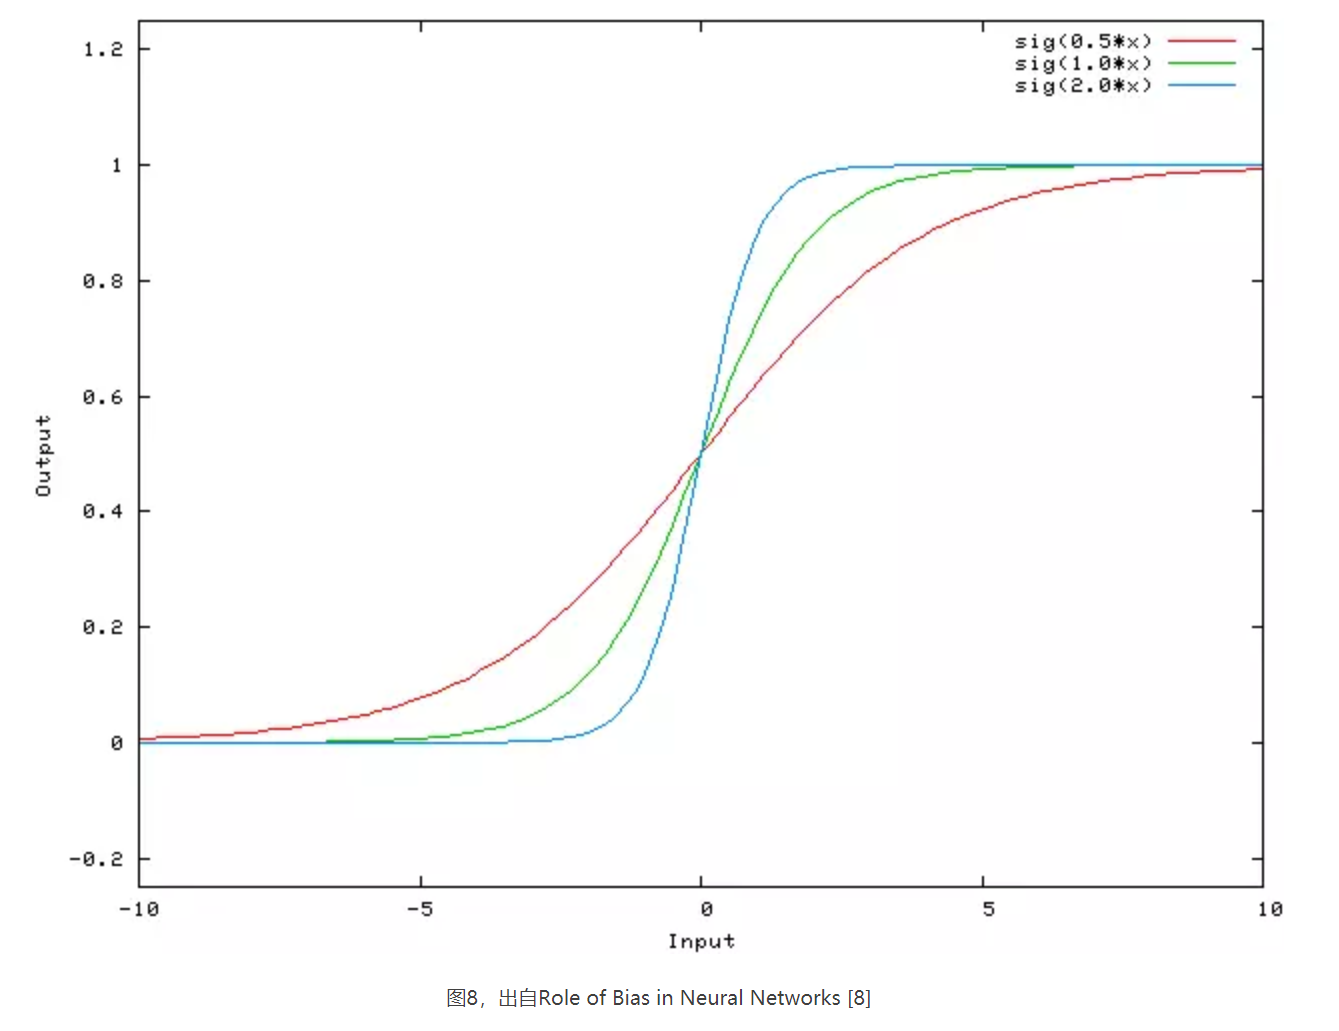 sig(0.5*x)
sig(1.0*x)
sig(2.0*x)
1.2
1
0.8
0.6
0.4
0.2
0
-0.2
Output
-10
-5
0
5
10
Input
图8，出自Role of Bias in Neural Networks [8]